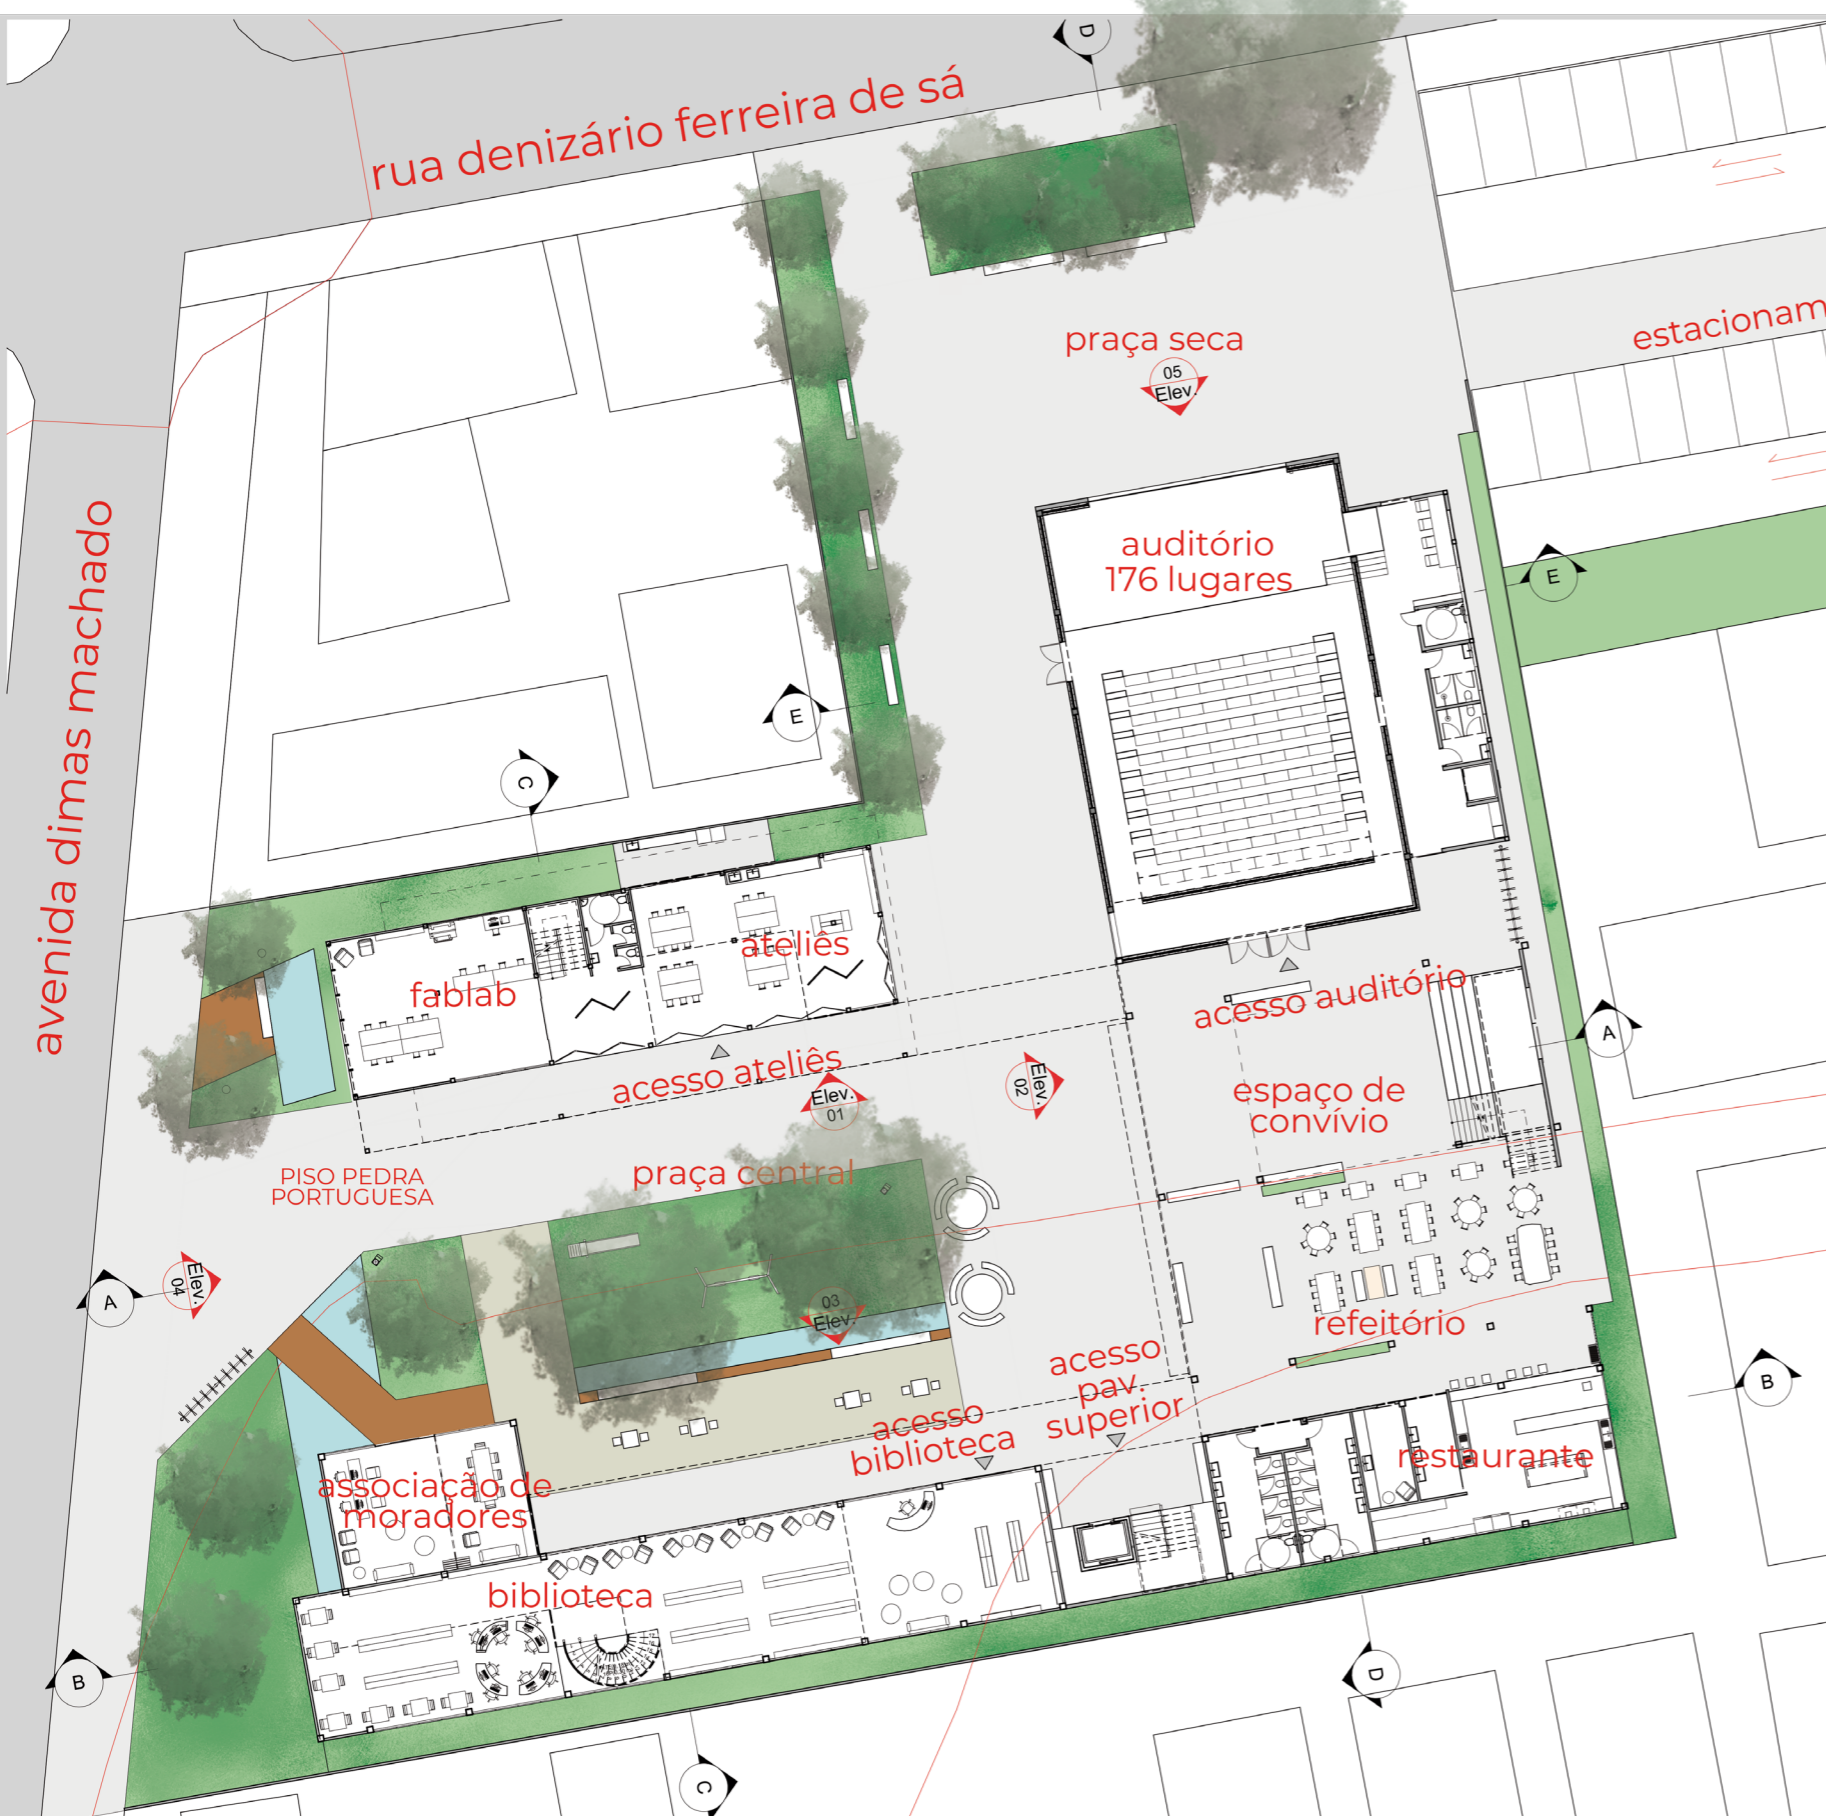 D
rua denizário ferreira de sá
praça seca
05
Elev.
estacionam
avenida dimas machado
auditório
176 lugares
E
E
C
ateliês
fablab
acesso auditório
A
acesso ateliês
Elev.
01
Elev.
02
espaço de
convívio
praça central
PISO PEDRA
PORTUGUESA
A
Elev.
04
03
Elev.
refeitório
acesso
pav.
superior
B
acesso
biblioteca
restaurante
associação de
moradores
biblioteca
B
D
C